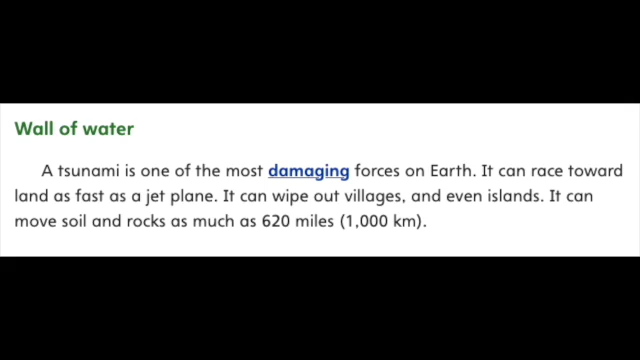 Wall of water
A tsunami is one of the most damaging forces on Earth. It can race toward
land as fast as a jet plane. It can wipe out villages, and even islands. It can
move soil and rocks as much as 620 miles (1,000 km).